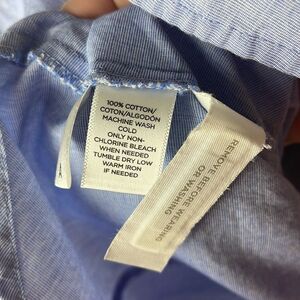 100% COTTON/
COTON/ALGODÓN
MACHINE WASH
COLD
ONLY NON-
CHLORINE BLEACH
WHEN NEEDED
TUMBLE DRY LOW
WARM IRON
IF NEEDED
REMOVE BEFORE WEARING
OR WASHING